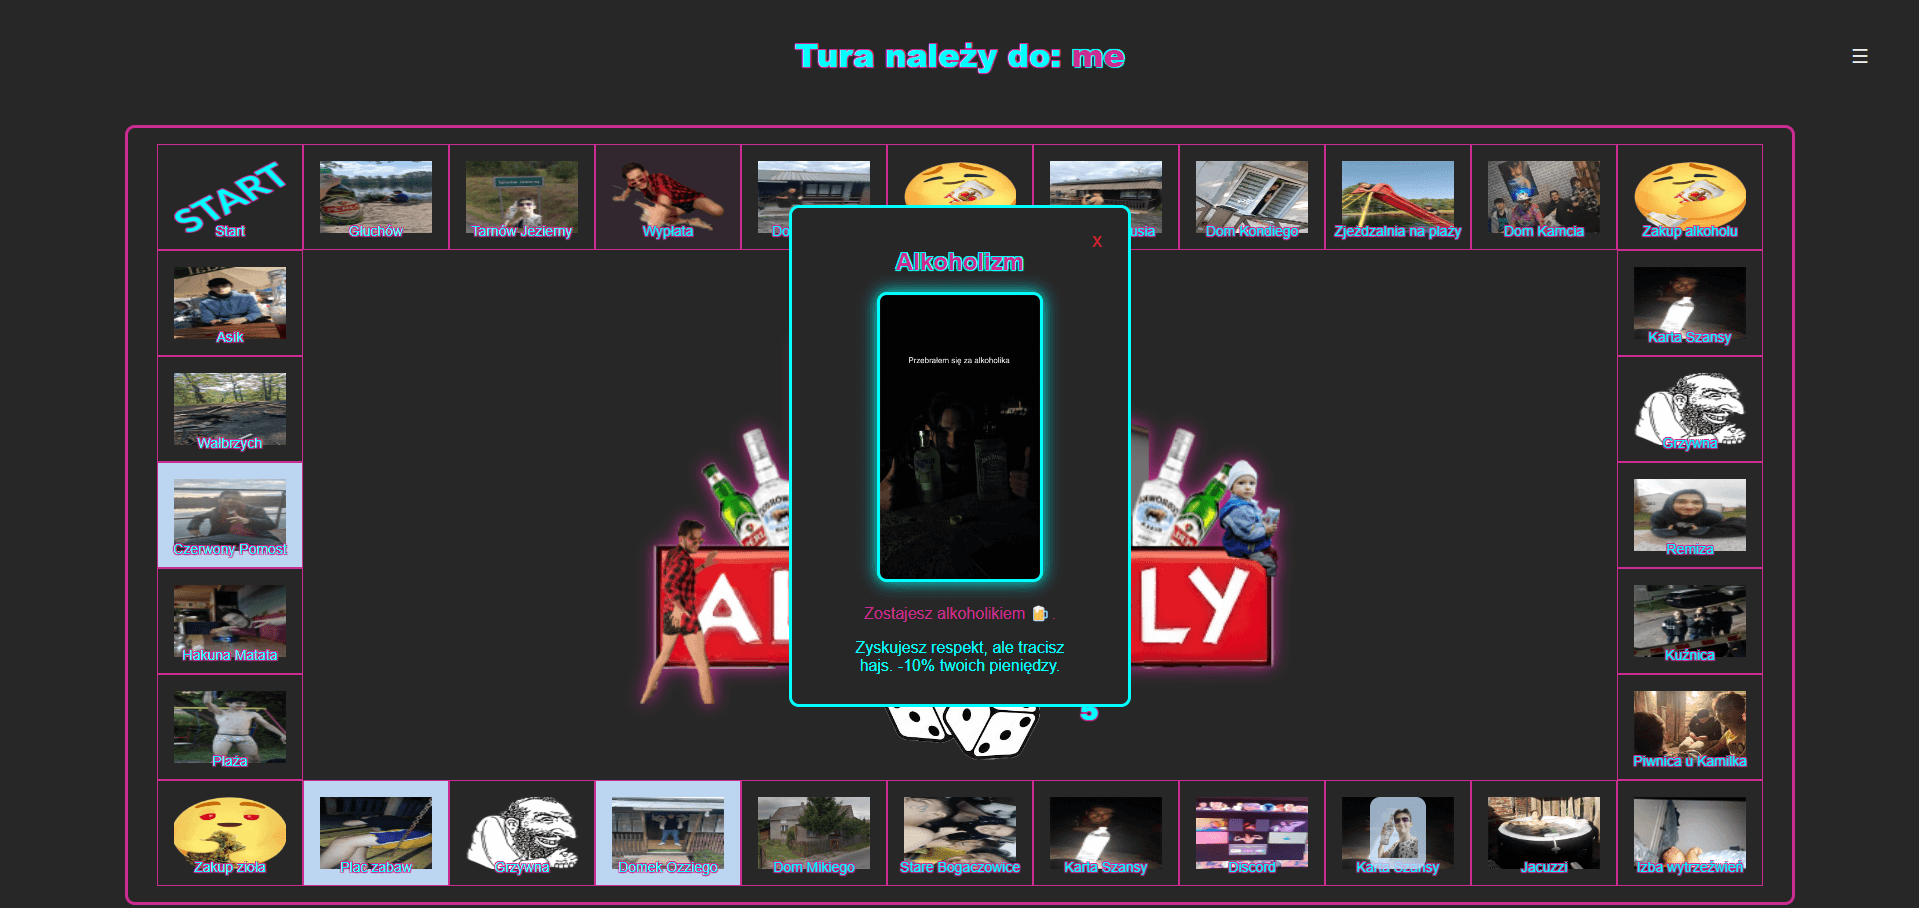 Tura należy do: me
☰
START
Start
Głuchów
Tarnów Jezierny
Wypłata
Do
usia
Dom Kondiego
Zjeżdzalnia na plaży
Dom Kamcia
Zakup alkoholu
x
Alkoholizm
Przebrałem się za alkoholika
Zostajesz alkoholikiem 🍺.
Zyskujesz respekt, ale tracisz
hajs. -10% twoich pieniędzy.
Asik
Karta Szansy
Wałbrzych
Grzywna
Czerwony Pomost
Remiza
Hakuna Matata
Kuźnica
Plaża
Piwnica u Kamilka
A
LY
5
Zakup zioła
Plac zabaw
Grzywna
Domek Ozziego
Dom Mikiego
Stare Bogaczowice
Karta Szansy
Discord
Karta Szansy
Jacuzzi
Izba wytrzeźwień